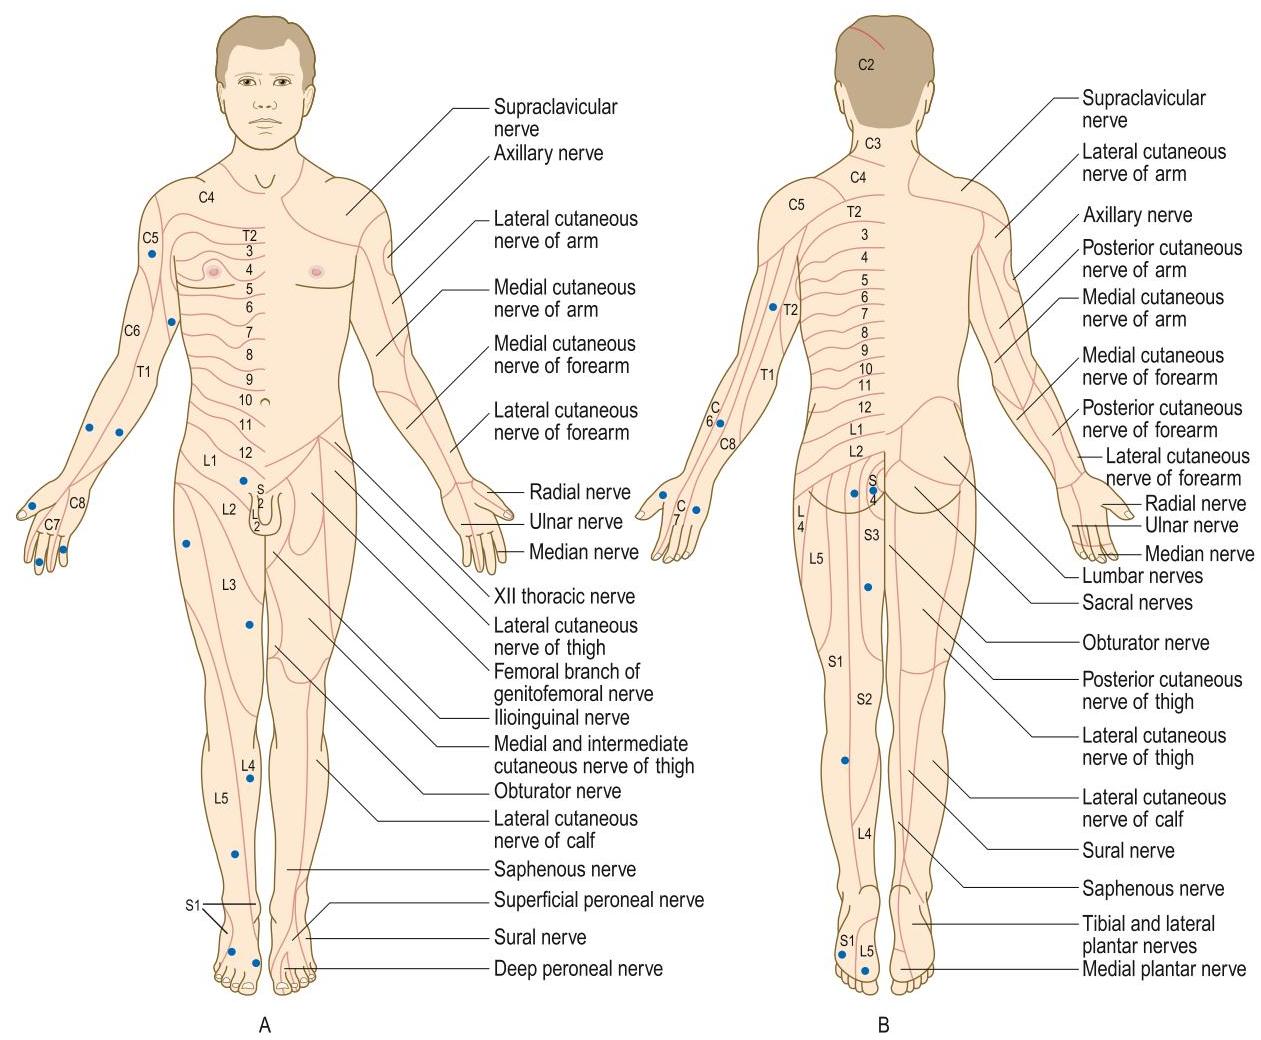 C4
C5
T2
3
4
5
6
7
8
9
10
11
12
C6
T1
L1
L2
S
2
L
2
C8
C7
L3
L4
L5
S1
Supraclavicular
nerve
Axillary nerve
Lateral cutaneous
nerve of arm
Medial cutaneous
nerve of arm
Medial cutaneous
nerve of forearm
Lateral cutaneous
nerve of forearm
Radial nerve
Ulnar nerve
Median nerve
XII thoracic nerve
Lateral cutaneous
nerve of thigh
Femoral branch of
genitofemoral nerve
Ilioinguinal nerve
Medial and intermediate
cutaneous nerve of thigh
Obturator nerve
Lateral cutaneous
nerve of calf
Saphenous nerve
Superficial peroneal nerve
Sural nerve
Deep peroneal nerve
A
C2
C3
C4
C5
T2
3
4
5
6
7
8
9
10
11
12
L1
L2
T2
T1
C
6
C8
C
7
S
4
L
4
S3
L5
S1
S2
L4
S1
L5
Supraclavicular
nerve
Lateral cutaneous
nerve of arm
Axillary nerve
Posterior cutaneous
nerve of arm
Medial cutaneous
nerve of arm
Medial cutaneous
nerve of forearm
Posterior cutaneous
nerve of forearm
Lateral cutaneous
nerve of forearm
Radial nerve
Ulnar nerve
Median nerve
Lumbar nerves
Sacral nerves
Obturator nerve
Posterior cutaneous
nerve of thigh
Lateral cutaneous
nerve of thigh
Lateral cutaneous
nerve of calf
Sural nerve
Saphenous nerve
Tibial and lateral
plantar nerves
Medial plantar nerve
B